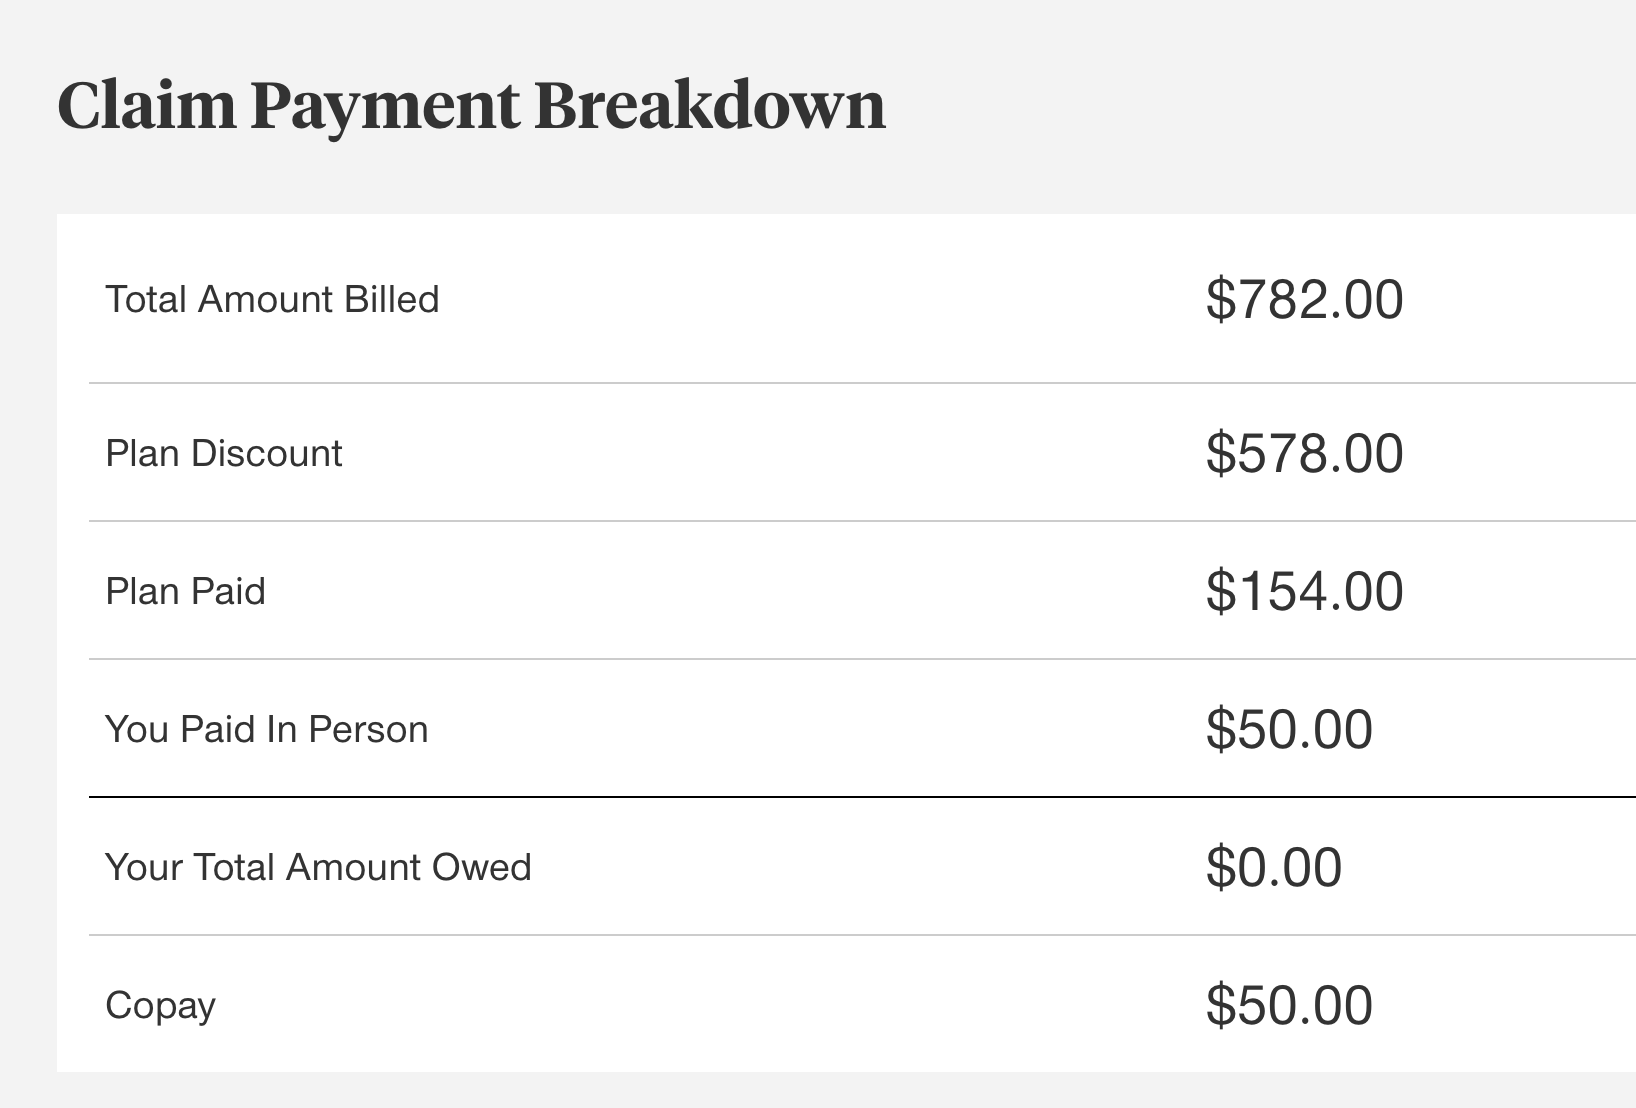 Claim Payment Breakdown
Total Amount Billed $782.00
Plan Discount $578.00
Plan Paid $154.00
You Paid In Person $50.00
Your Total Amount Owed $0.00
Copay $50.00